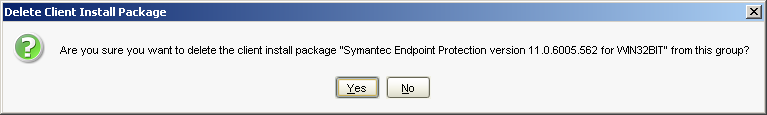 Delete Client Install Package
Are you sure you want to delete the client install package "Symantec Endpoint Protection version 11.0.6005.562 for WIN32BIT" from this group?
Yes No